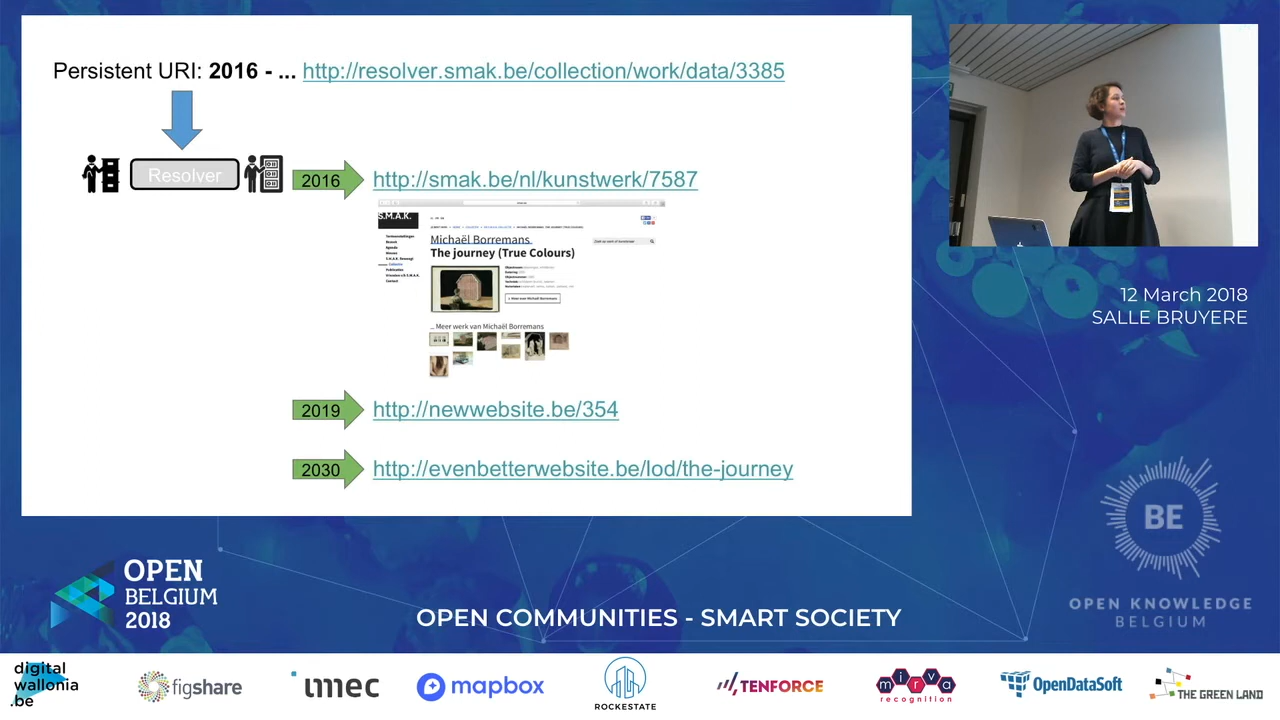 Persistent URI: 2016 - ... http://resolver.smak.be/collection/work/data/3385
Resolver
2016
http://smak.be/nl/kunstwerk/7587
S.M.A.K.
Michaël Borremans
The journey (True Colours)
... Meer werk van Michaël Borremans
2019
http://newwebsite.be/354
2030
http://evenbetterwebsite.be/lod/the-journey
12 March 2018
SALLE BRUYERE
OPEN
BELGIUM
2018
OPEN COMMUNITIES - SMART SOCIETY
BE
OPEN KNOWLEDGE
BELGIUM
digital
wallonia
.be
figshare
imec
mapbox
ROCKESTATE
TENFORCE
mirva
recognition
OpenDataSoft
THE GREEN LAND